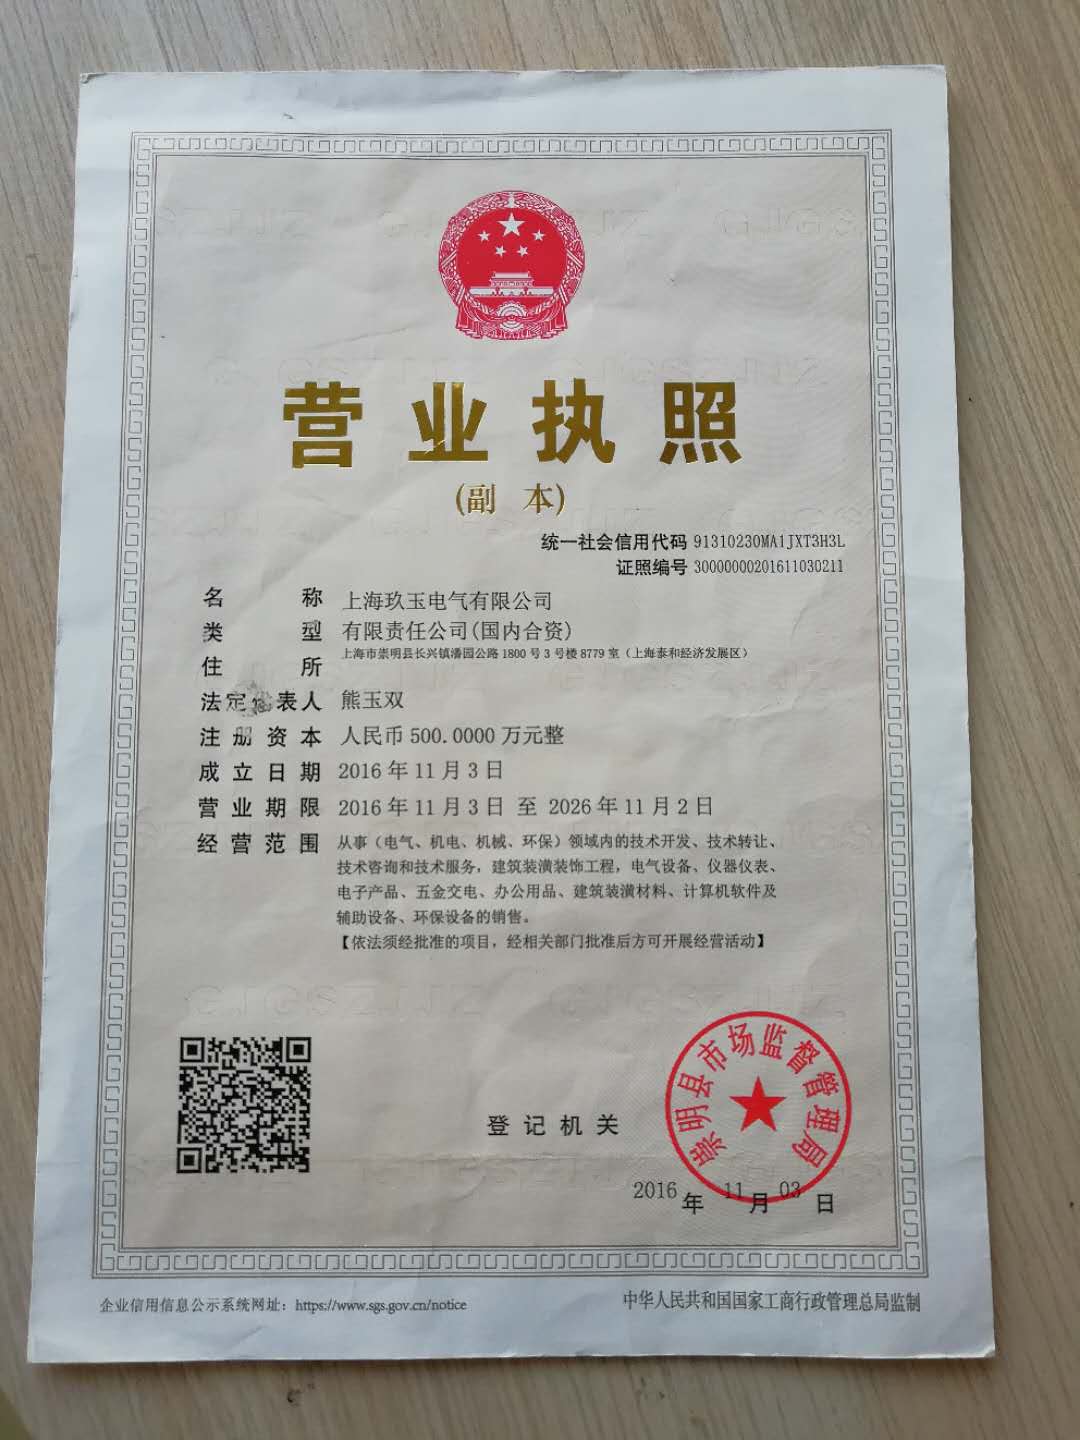 营业执照
(副 本)
统一社会信用代码 91310230MA1JXT3H3L
证照编号 30000000201611030211
名 称 上海玖玉电气有限公司
类 型 有限责任公司(国内合资)
住 所 上海市崇明县长兴镇潘园公路1800号3号楼8779室（上海泰和经济发展区）
法定代表人 熊玉双
注册资本 人民币500.0000万元整
成立日期 2016年11月3日
营业期限 2016年11月3日 至 2026年11月2日
经营范围 从事（电气、机电、机械、环保）领域内的技术开发、技术转让、
技术咨询和技术服务，建筑装潢装饰工程，电气设备、仪器仪表、
电子产品、五金交电、办公用品、建筑装潢材料、计算机软件及
辅助设备、环保设备的销售。
【依法须经批准的项目，经相关部门批准后方可开展经营活动】
崇明县市场监督管理局
登记机关
2016年11月03日
企业信用信息公示系统网址：https://www.sgs.gov.cn/notice
中华人民共和国国家工商行政管理总局监制